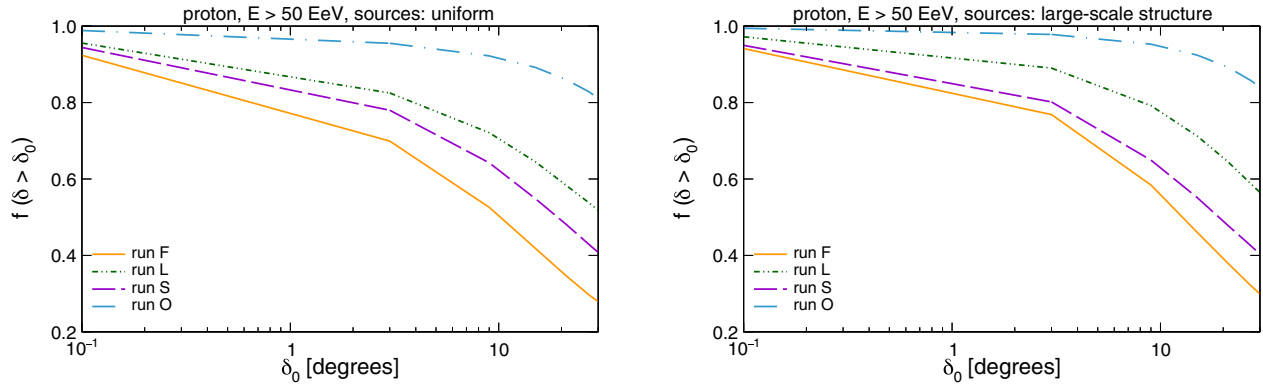 proton, E > 50 EeV, sources: uniform
1.0
0.8
0.6
0.4
0.2
f (δ > δ₀)
run F
run L
run S
run O
10⁻¹
1
10
δ₀ [degrees]
proton, E > 50 EeV, sources: large-scale structure
1.0
0.8
0.6
0.4
0.2
f (δ > δ₀)
run F
run L
run S
run O
10⁻¹
1
10
δ₀ [degrees]